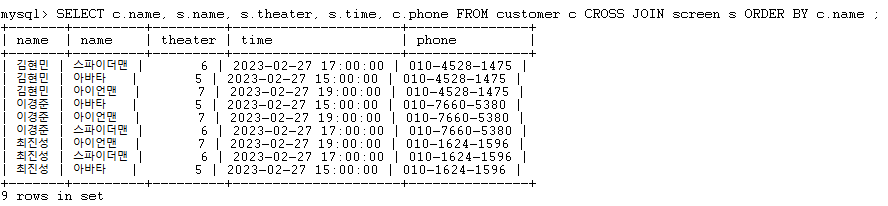 mysql> SELECT c.name, s.name, s.theater, s.time, c.phone FROM customer c CROSS JOIN screen s ORDER BY c.name ;
+--------+--------------+---------+---------------------+---------------+
| name | name | theater | time | phone |
+--------+--------------+---------+---------------------+---------------+
| 김현민 | 스파이더맨 | 6 | 2023-02-27 17:00:00 | 010-4528-1475 |
| 김현민 | 아바타 | 5 | 2023-02-27 15:00:00 | 010-4528-1475 |
| 김현민 | 아이언맨 | 7 | 2023-02-27 19:00:00 | 010-4528-1475 |
| 이경준 | 아바타 | 5 | 2023-02-27 15:00:00 | 010-7660-5380 |
| 이경준 | 아이언맨 | 7 | 2023-02-27 19:00:00 | 010-7660-5380 |
| 이경준 | 스파이더맨 | 6 | 2023-02-27 17:00:00 | 010-7660-5380 |
| 최진성 | 아이언맨 | 7 | 2023-02-27 19:00:00 | 010-1624-1596 |
| 최진성 | 스파이더맨 | 6 | 2023-02-27 17:00:00 | 010-1624-1596 |
| 최진성 | 아바타 | 5 | 2023-02-27 15:00:00 | 010-1624-1596 |
+--------+--------------+---------+---------------------+---------------+
9 rows in set